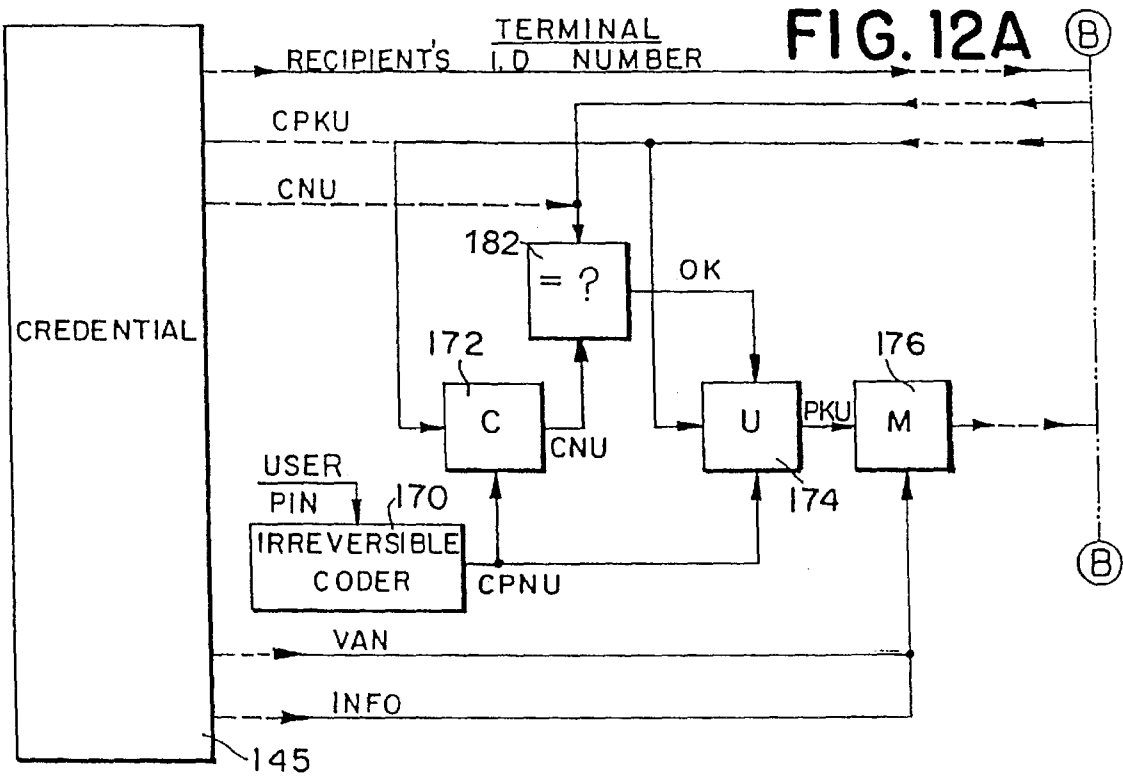 FIG. 12A
B
TERMINAL
RECIPIENT'S I.D NUMBER
CPKU
CNU
182
= ?
OK
CREDENTIAL
172
176
C
U
PKU
M
CNU
174
USER
PIN
170
IRREVERSIBLE
CODER
CPNU
B
VAN
INFO
145